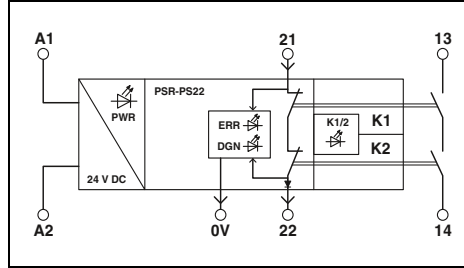 A1 21 13
PSR-PS22
PWR
ERR
DGN
K1/2
K1
K2
24 V DC
A2 0V 22 14